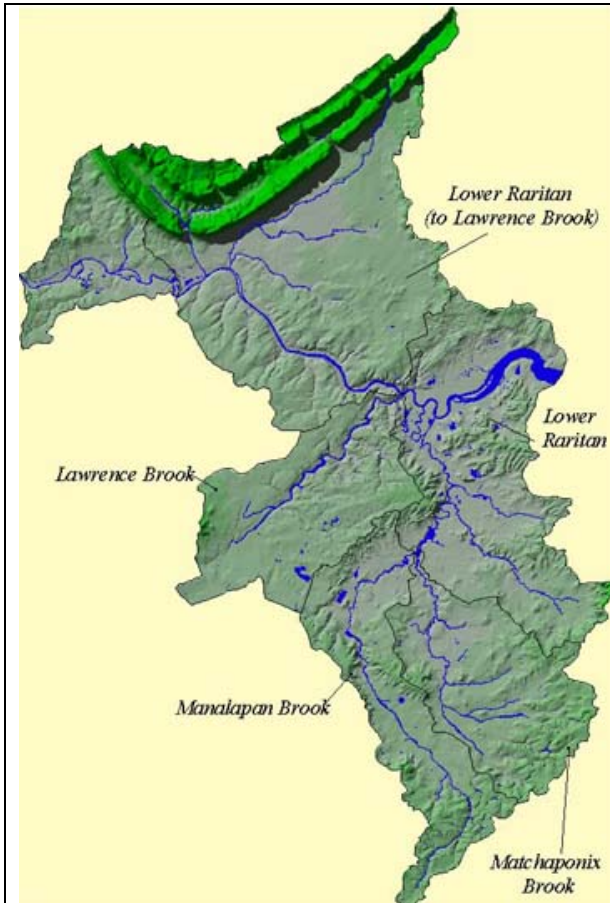 Lower Raritan
(to Lawrence Brook)
Lower
Raritan
Lawrence Brook
Manalapan Brook
Matchaponix
Brook